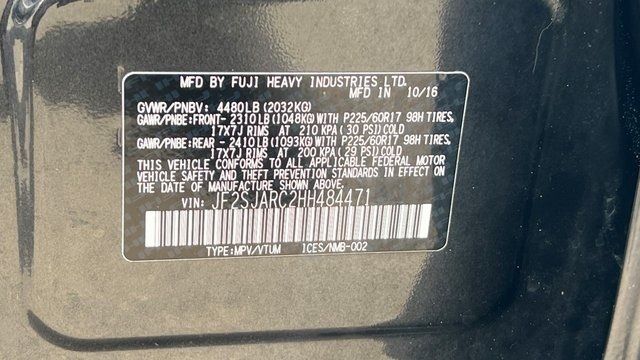 MFD BY FUJI HEAVY INDUSTRIES LTD.
MFD IN 10/16
GVWR/PNBV: 4480LB(2032KG)
GAWR/PNBE:FRONT- 2310LB(1048KG)WITH P225/60R17 98H TIRES,
17X7J RIMS AT 210 KPA(30 PSI)COLD
GAWR/PNBE:REAR - 2410LB(1093KG)WITH P225/60R17 98H TIRES,
17X7J RIMS AT 200 KPA(29 PSI)COLD
THIS VEHICLE CONFORMS TO ALL APPLICABLE FEDERAL MOTOR
VEHICLE SAFETY AND THEFT PREVENTION STANDARDS IN EFFECT
ON THE DATE OF MANUFACTURE SHOWN ABOVE.
VIN: JF2SJARC2HH484471
TYPE:MPV/VTUM ICES/NMB-002